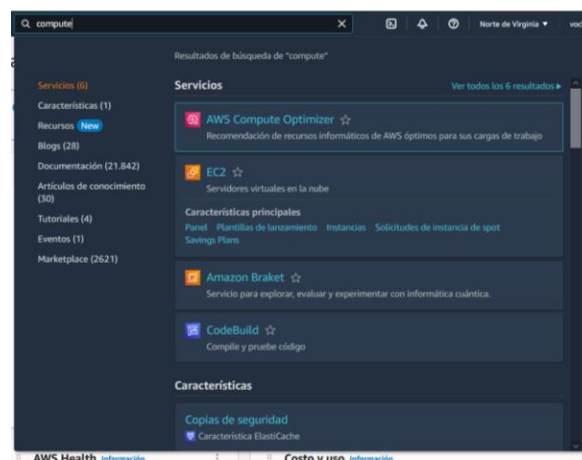 compute
Norte de Virginia
voc
Resultados de búsqueda de "compute"
Servicios (6)
Características (1)
Recursos New
Blogs (28)
Documentación (21.842)
Artículos de conocimiento
(30)
Tutoriales (4)
Eventos (1)
Marketplace (2621)
Servicios
Ver todos los 6 resultados
AWS Compute Optimizer
Recomendación de recursos informáticos de AWS óptimos para sus cargas de trabajo
EC2
Servidores virtuales en la nube
Características principales
Panel Plantillas de lanzamiento Instancias Solicitudes de instancia de spot
Savings Plans
Amazon Braket
Servicio para explorar, evaluar y experimentar con informática cuántica.
CodeBuild
Compile y pruebe código
Características
Copias de seguridad
Característica ElastiCache
AWS Health Información
Costo y uso Información